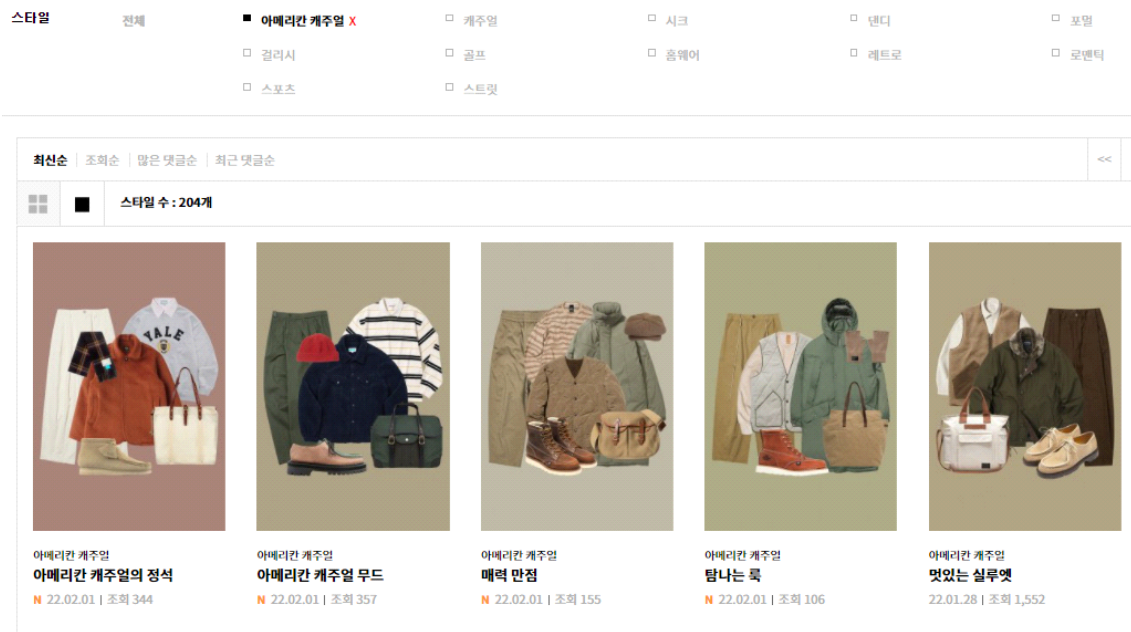 스타일 전체 아메리칸 캐주얼 X 캐주얼 시크 댄디 포멀
걸리시 골프 홈웨어 레트로 로맨틱
스포츠 스트릿
최신순 조회순 많은 댓글순 최근 댓글순 <<
스타일 수 : 204개
YALE
아메리칸 캐주얼 아메리칸 캐주얼 아메리칸 캐주얼 아메리칸 캐주얼 아메리칸 캐주얼
아메리칸 캐주얼의 정석 아메리칸 캐주얼 무드 매력 만점 탐나는 룩 멋있는 실루엣
N 22.02.01 | 조회 344 N 22.02.01 | 조회 357 N 22.02.01 | 조회 155 N 22.02.01 | 조회 106 22.01.28 | 조회 1,552